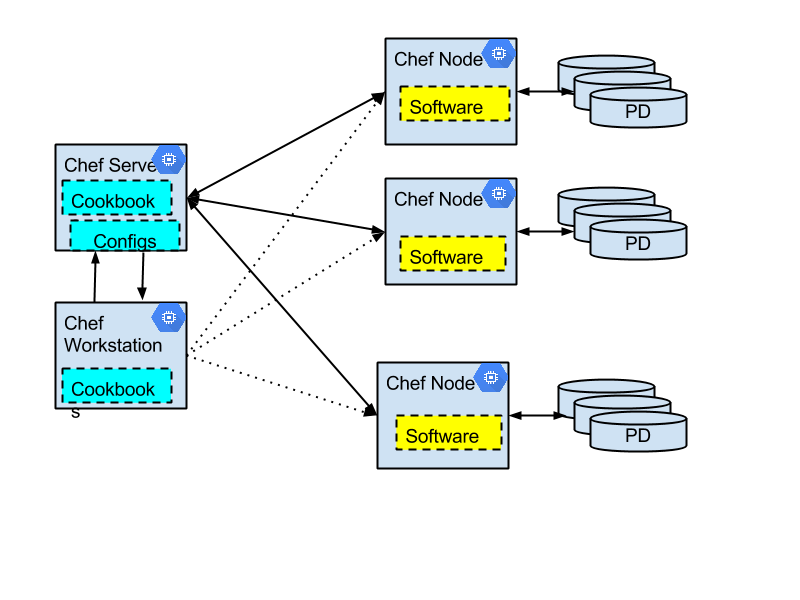 Chef Node
Software
PD
Chef Serve
Cookbook
Configs
Chef Node
Software
PD
Chef
Workstation
Cookbook
s
Chef Node
Software
PD